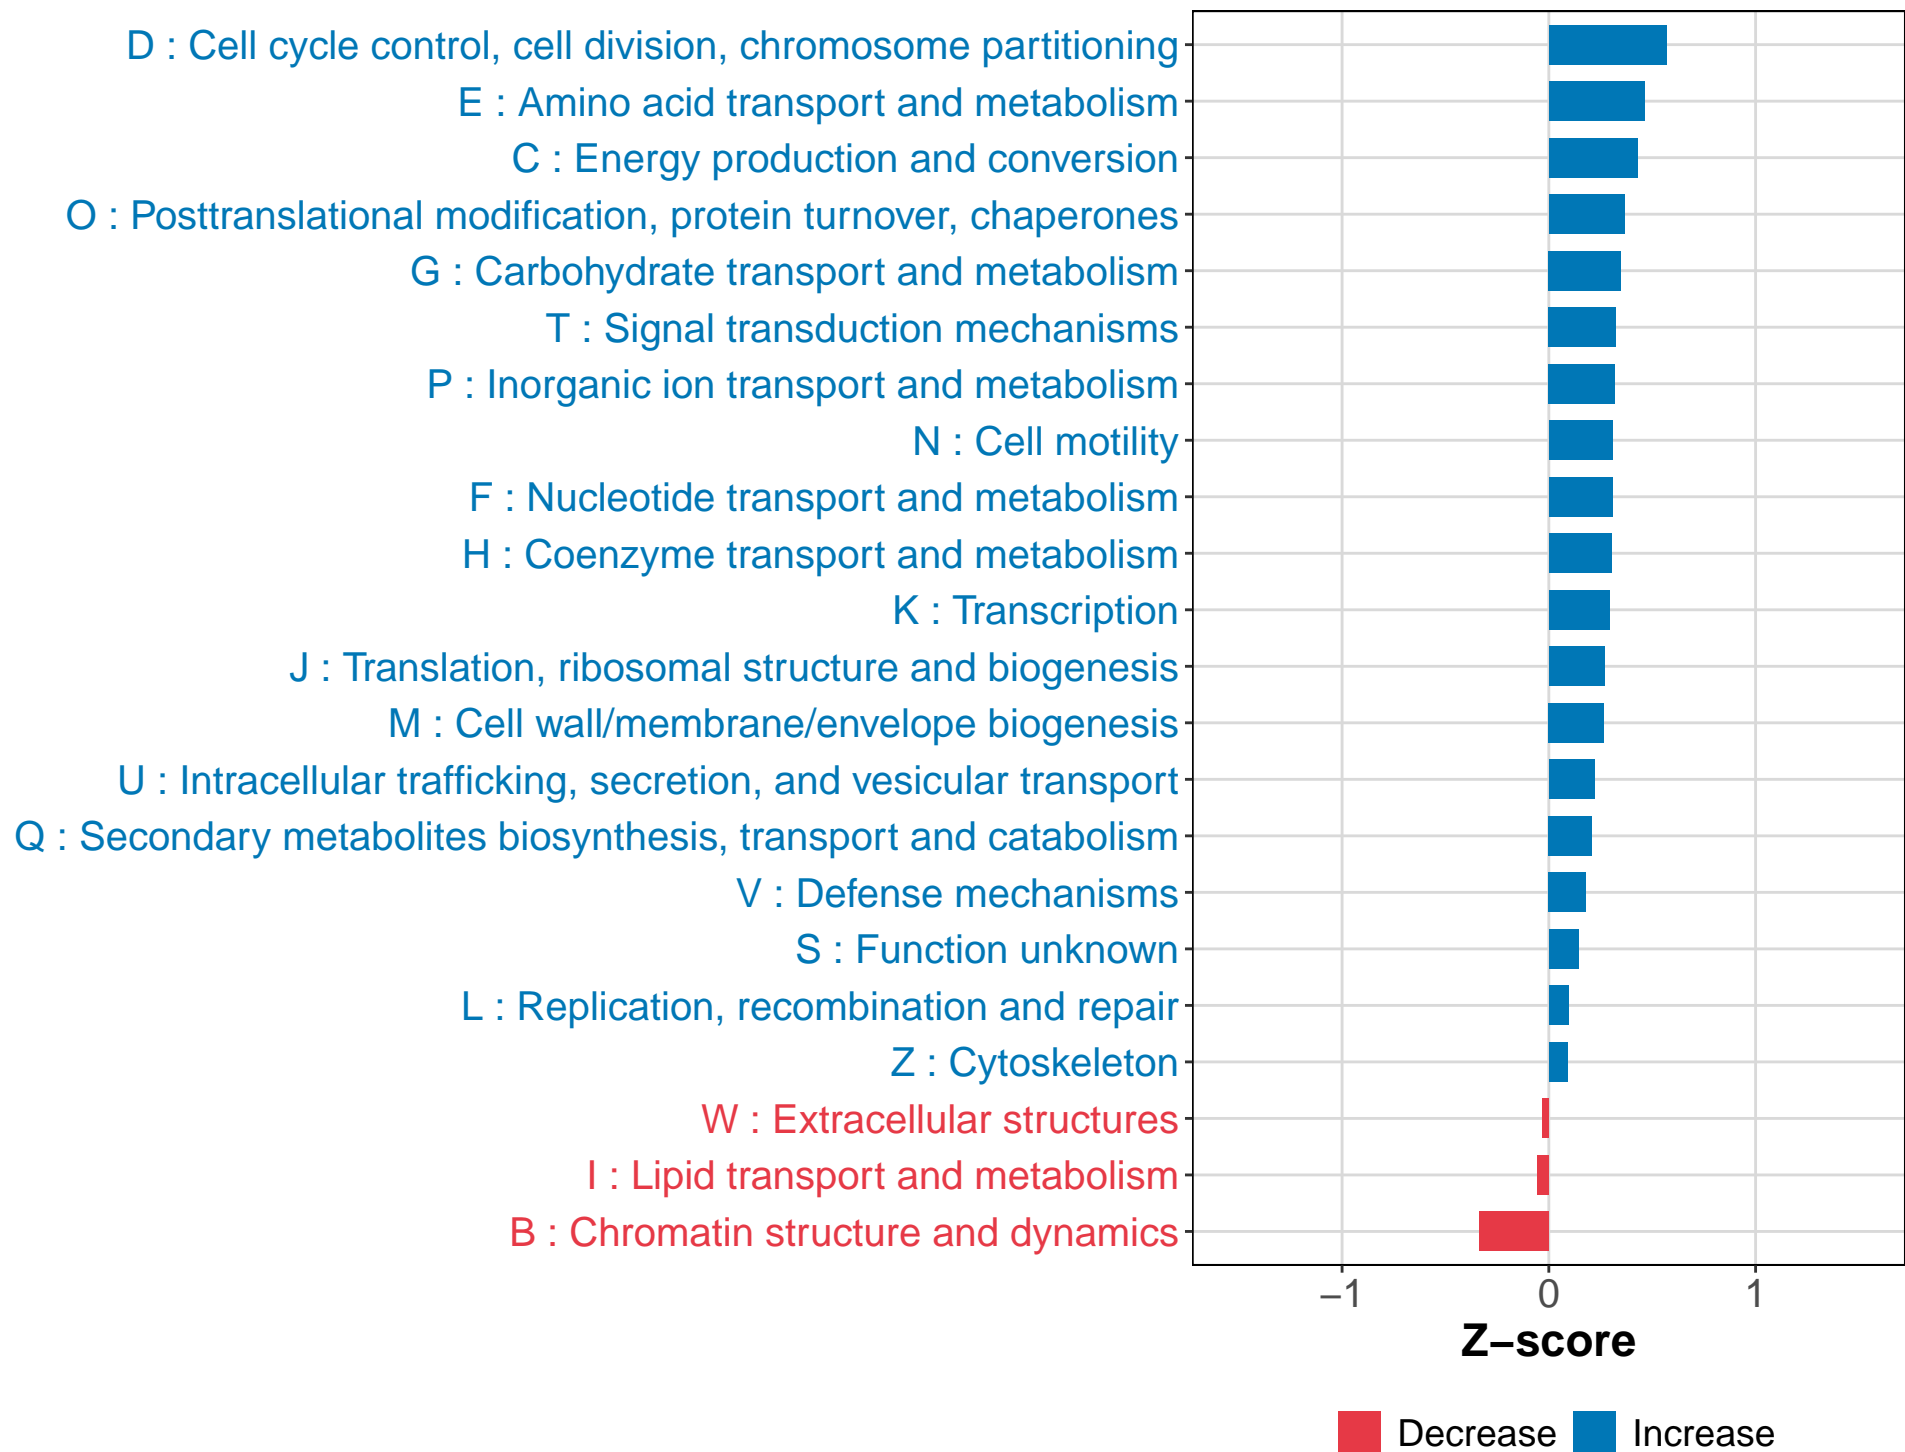 D : Cell cycle control, cell division, chromosome partitioning
E : Amino acid transport and metabolism
C : Energy production and conversion
O : Posttranslational modification, protein turnover, chaperones
G : Carbohydrate transport and metabolism
T : Signal transduction mechanisms
P : Inorganic ion transport and metabolism
N : Cell motility
F : Nucleotide transport and metabolism
H : Coenzyme transport and metabolism
K : Transcription
J : Translation, ribosomal structure and biogenesis
M : Cell wall/membrane/envelope biogenesis
U : Intracellular trafficking, secretion, and vesicular transport
Q : Secondary metabolites biosynthesis, transport and catabolism
V : Defense mechanisms
S : Function unknown
L : Replication, recombination and repair
Z : Cytoskeleton
W : Extracellular structures
I : Lipid transport and metabolism
B : Chromatin structure and dynamics
−1 0 1
Z−score
Decrease Increase